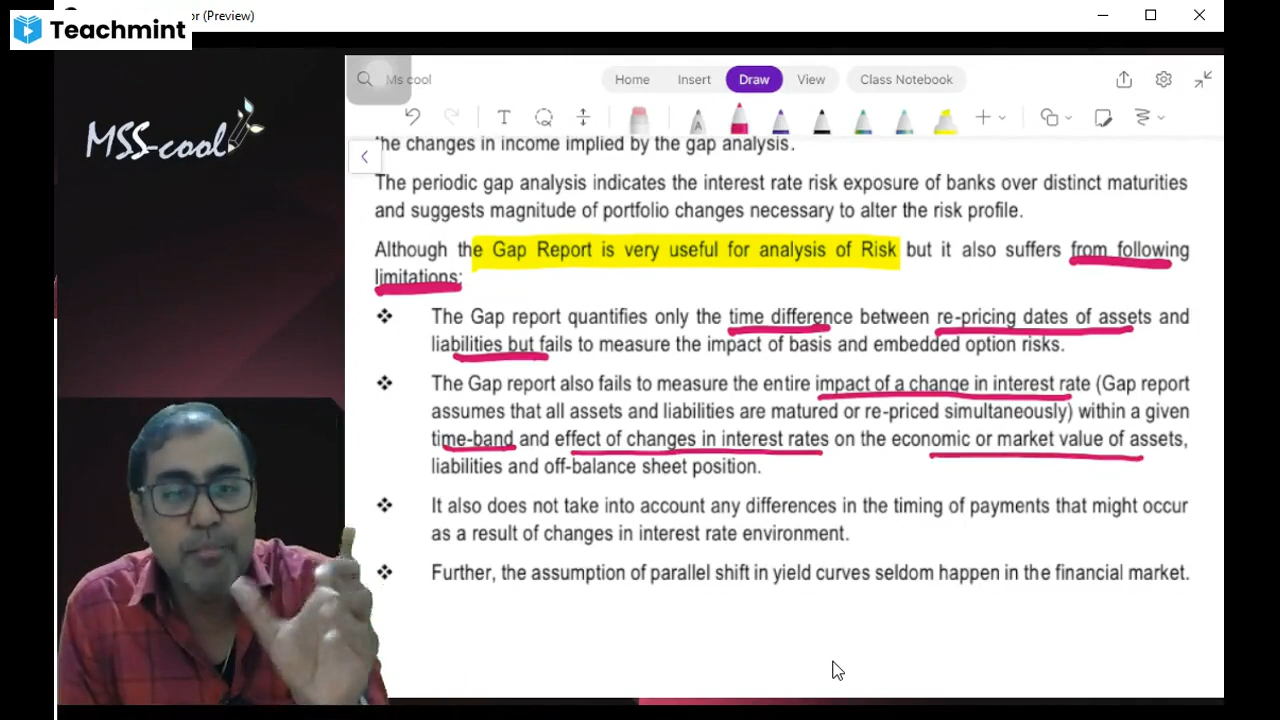 or (Preview)
Teachmint
MSS-cool
Ms cool
Home Insert Draw View Class Notebook
the changes in income implied by the gap analysis.
The periodic gap analysis indicates the interest rate risk exposure of banks over distinct maturities
and suggests magnitude of portfolio changes necessary to alter the risk profile.
Although the Gap Report is very useful for analysis of Risk but it also suffers from following
limitations:
❖ The Gap report quantifies only the time difference between re-pricing dates of assets and
liabilities but fails to measure the impact of basis and embedded option risks.
❖ The Gap report also fails to measure the entire impact of a change in interest rate (Gap report
assumes that all assets and liabilities are matured or re-priced simultaneously) within a given
time-band and effect of changes in interest rates on the economic or market value of assets,
liabilities and off-balance sheet position.
❖ It also does not take into account any differences in the timing of payments that might occur
as a result of changes in interest rate environment.
❖ Further, the assumption of parallel shift in yield curves seldom happen in the financial market.